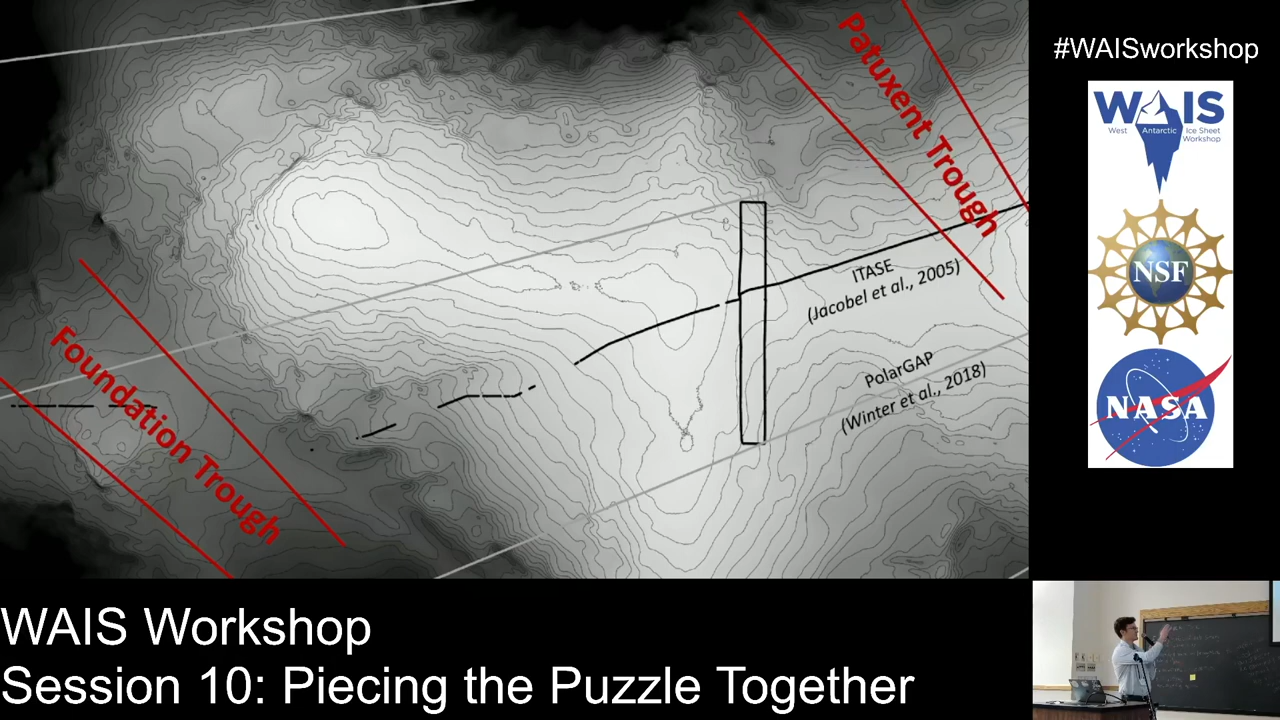 Patuxent Trough
ITASE
(Jacobel et al., 2005)
PolarGAP
(Winter et al., 2018)
Foundation Trough
#WAISworkshop
WAIS
West Antarctic Ice Sheet
Workshop
NSF
NASA
WAIS Workshop
Session 10: Piecing the Puzzle Together